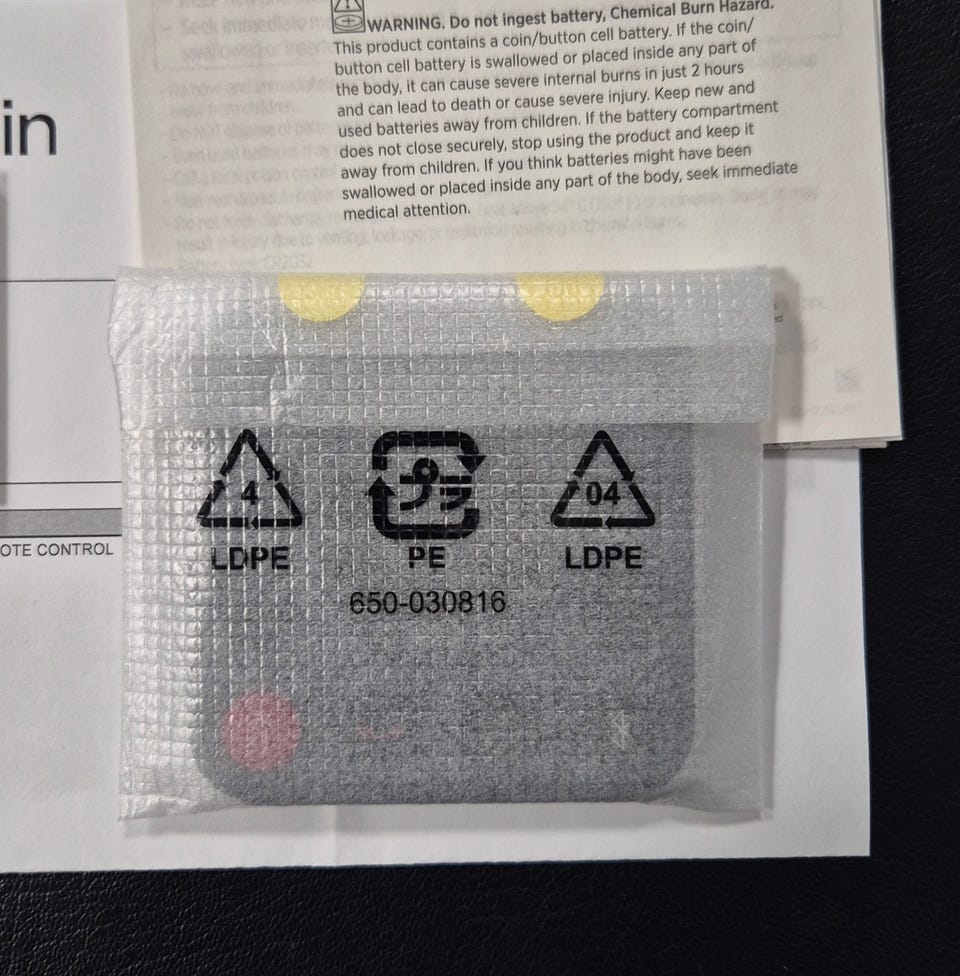 in
WARNING. Do not ingest battery, Chemical Burn Hazard.
This product contains a coin/button cell battery. If the coin/
button cell battery is swallowed or placed inside any part of
the body, it can cause severe internal burns in just 2 hours
and can lead to death or cause severe injury. Keep new and
used batteries away from children. If the battery compartment
does not close securely, stop using the product and keep it
away from children. If you think batteries might have been
swallowed or placed inside any part of the body, seek immediate
medical attention.
OTE CONTROL
4
LDPE
PE
04
LDPE
650-030816